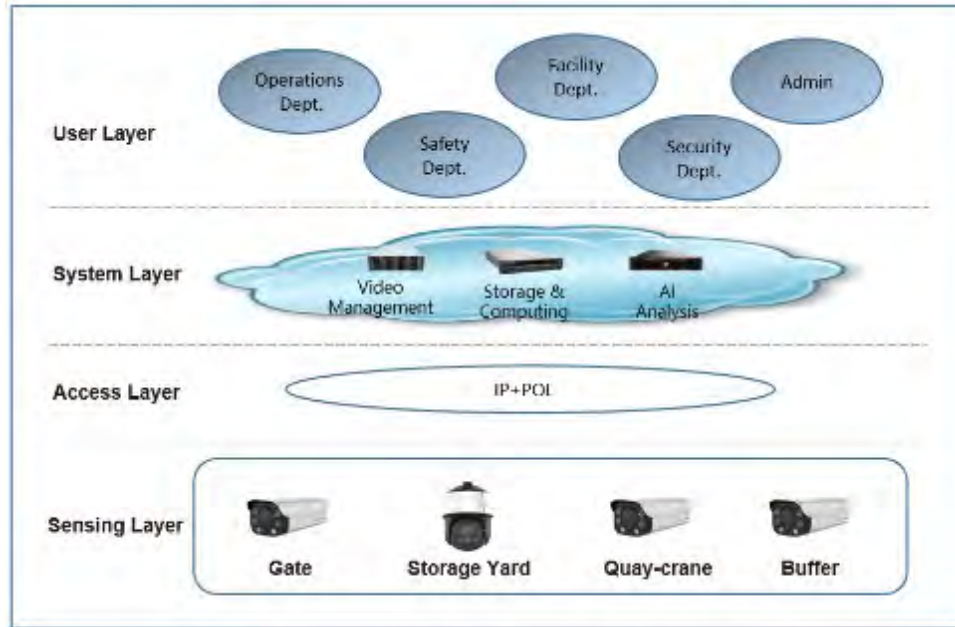 Operations
Dept.
Facility
Dept.
Admin
User Layer
Safety
Dept.
Security
Dept.
System Layer
Video
Management
Storage &
Computing
AI
Analysis
Access Layer
IP+POL
Sensing Layer
Gate
Storage Yard
Quay-crane
Buffer